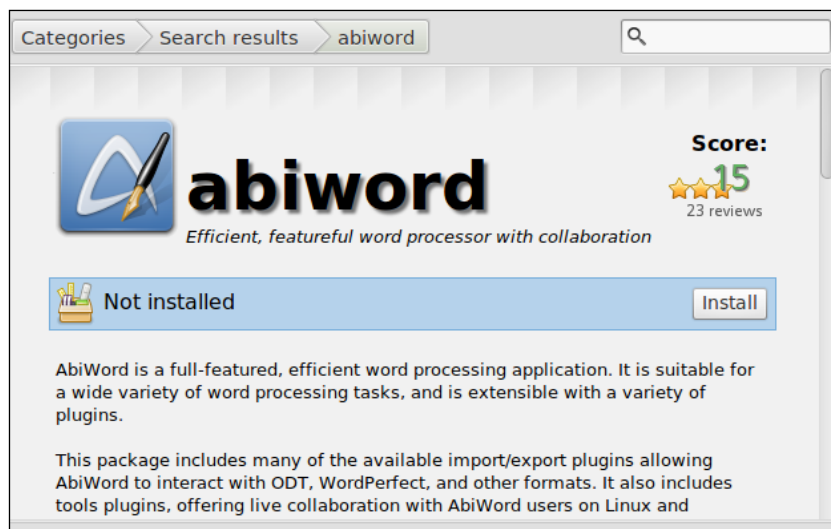 Categories
Search results
abiword
Score:
15
23 reviews
abiword
Efficient, featureful word processor with collaboration
Not installed
Install
AbiWord is a full-featured, efficient word processing application. It is suitable for
a wide variety of word processing tasks, and is extensible with a variety of
plugins.
This package includes many of the available import/export plugins allowing
AbiWord to interact with ODT, WordPerfect, and other formats. It also includes
tools plugins, offering live collaboration with AbiWord users on Linux and